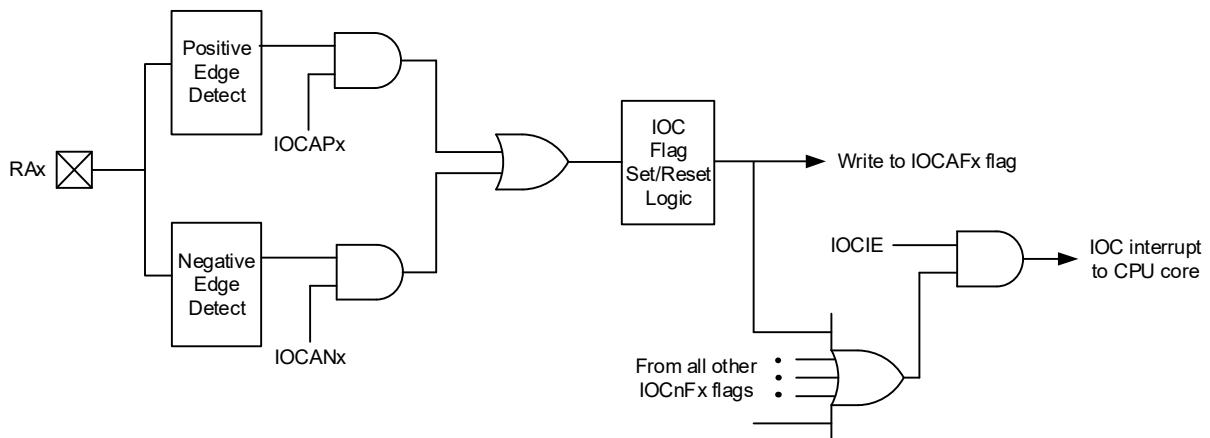 Positive
Edge
Detect
IOCAPx
RAx
Negative
Edge
Detect
IOCANx
IOC
Flag
Set/Reset
Logic
Write to IOCAFx flag
IOCIE
IOC interrupt
to CPU core
From all other
IOCnFx flags